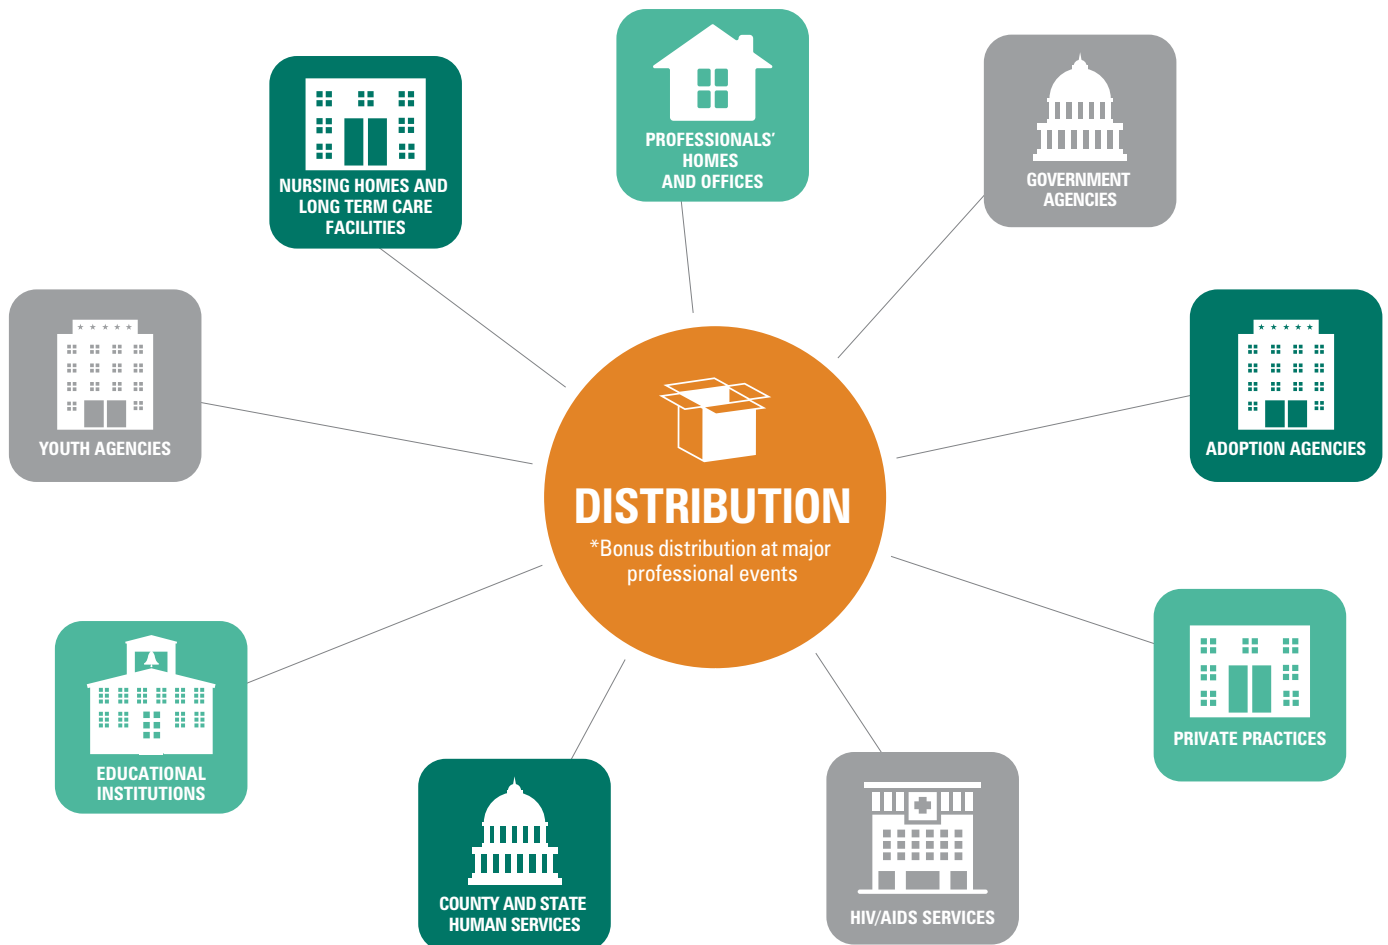 PROFESSIONALS’
HOMES
AND OFFICES
GOVERNMENT
AGENCIES
NURSING HOMES AND
LONG TERM CARE
FACILITIES
YOUTH AGENCIES
ADOPTION AGENCIES
DISTRIBUTION
*Bonus distribution at major
professional events
PRIVATE PRACTICES
EDUCATIONAL
INSTITUTIONS
COUNTY AND STATE
HUMAN SERVICES
HIV/AIDS SERVICES